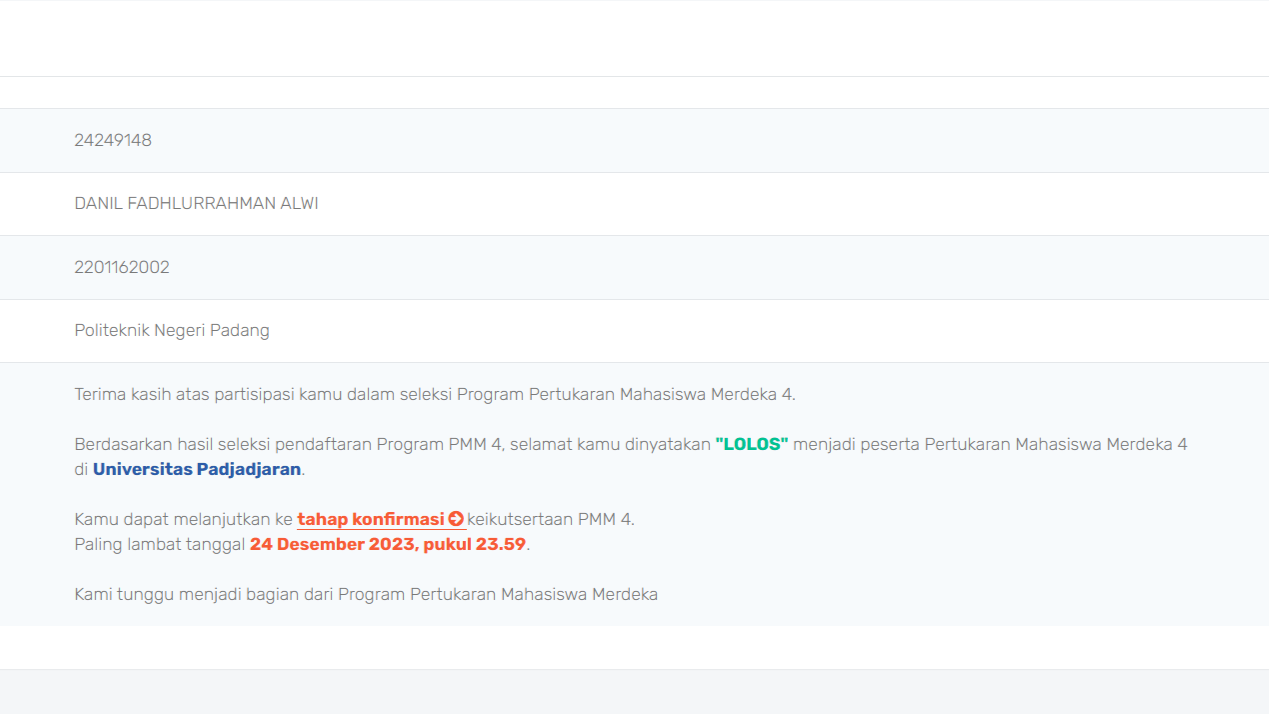 24249148
DANIL FADHLURRAHMAN ALWI
2201162002
Politeknik Negeri Padang
Terima kasih atas partisipasi kamu dalam seleksi Program Pertukaran Mahasiswa Merdeka 4.
Berdasarkan hasil seleksi pendaftaran Program PMM 4, selamat kamu dinyatakan "LOLOS" menjadi peserta Pertukaran Mahasiswa Merdeka 4
di Universitas Padjadjaran.
Kamu dapat melanjutkan ke tahap konfirmasi keikutsertaan PMM 4.
Paling lambat tanggal 24 Desember 2023, pukul 23.59.
Kami tunggu menjadi bagian dari Program Pertukaran Mahasiswa Merdeka